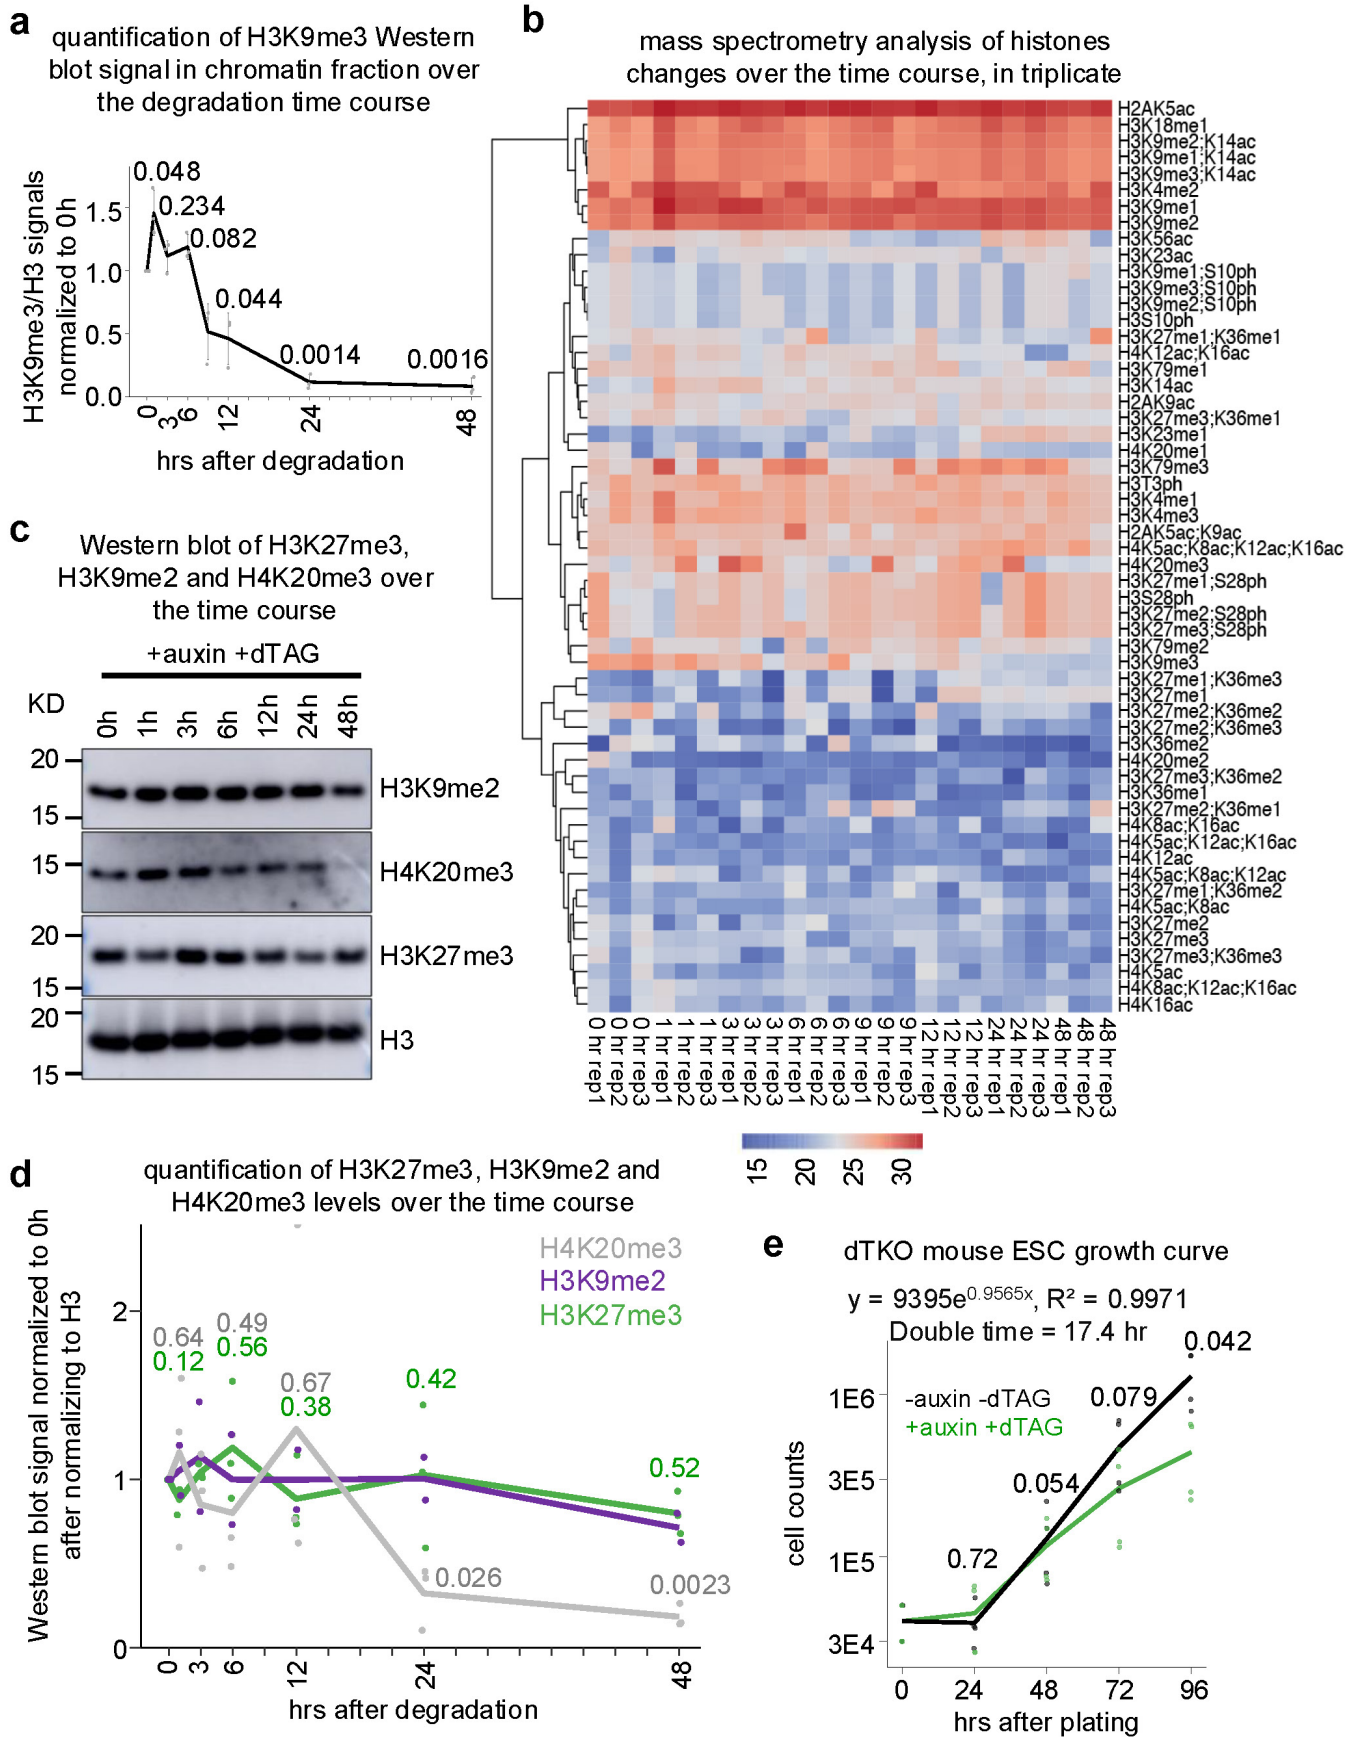 a
quantification of H3K9me3 Western
blot signal in chromatin fraction over
the degradation time course
H3K9me3/H3 signals
normalized to 0h
1.5
1.0
0.5
0.0
0.048
0.234
0.082
0.044
0.0014
0.0016
0
3
6
12
24
48
hrs after degradation
b
mass spectrometry analysis of histones
changes over the time course, in triplicate
H2AK5ac
H3K18me1
H3K9me2;K14ac
H3K9me1;K14ac
H3K9me3;K14ac
H3K4me2
H3K9me1
H3K9me2
H3K56ac
H3K23ac
H3K9me1;S10ph
H3K9me3;S10ph
H3K9me2;S10ph
H3S10ph
H3K27me1;K36me1
H4K12ac;K16ac
H3K79me1
H3K14ac
H2AK9ac
H3K27me3;K36me1
H3K23me1
H4K20me1
H3K79me3
H3T3ph
H3K4me1
H3K4me3
H2AK5ac;K9ac
H4K5ac;K8ac;K12ac;K16ac
H4K20me3
H3K27me1;S28ph
H3S28ph
H3K27me2;S28ph
H3K27me3;S28ph
H3K79me2
H3K9me3
H3K27me1;K36me3
H3K27me1
H3K27me2;K36me2
H3K27me2;K36me3
H3K36me2
H4K20me2
H3K27me3;K36me2
H3K36me1
H3K27me2;K36me1
H4K8ac;K16ac
H4K5ac;K12ac;K16ac
H4K12ac
H4K5ac;K8ac;K12ac
H3K27me1;K36me2
H4K5ac;K8ac
H3K27me2
H3K27me3
H3K27me3;K36me3
H4K5ac
H4K8ac;K12ac;K16ac
H4K16ac
0 hr rep1
0 hr rep2
0 hr rep3
1 hr rep1
1 hr rep2
1 hr rep3
3 hr rep1
3 hr rep2
3 hr rep3
6 hr rep1
6 hr rep2
6 hr rep3
9 hr rep1
9 hr rep2
9 hr rep3
12 hr rep1
12 hr rep2
12 hr rep3
24 hr rep1
24 hr rep2
24 hr rep3
48 hr rep1
48 hr rep2
48 hr rep3
15
20
25
30
c
Western blot of H3K27me3,
H3K9me2 and H4K20me3 over
the time course
+auxin +dTAG
KD
0h
1h
3h
6h
12h
24h
48h
20
15
H3K9me2
15
H4K20me3
20
15
H3K27me3
20
15
H3
d
quantification of H3K27me3, H3K9me2 and
H4K20me3 levels over the time course
Western blot signal normalized to 0h
after normalizing to H3
H4K20me3
H3K9me2
H3K27me3
2
1
0
0.64
0.12
0.49
0.56
0.67
0.38
0.42
0.026
0.52
0.0023
0
3
6
12
24
48
hrs after degradation
e
dTKO mouse ESC growth curve
y = 9395e^0.9565x, R² = 0.9971
Double time = 17.4 hr
-auxin -dTAG
+auxin +dTAG
cell counts
1E6
3E5
1E5
3E4
0.72
0.054
0.079
0.042
0
24
48
72
96
hrs after plating